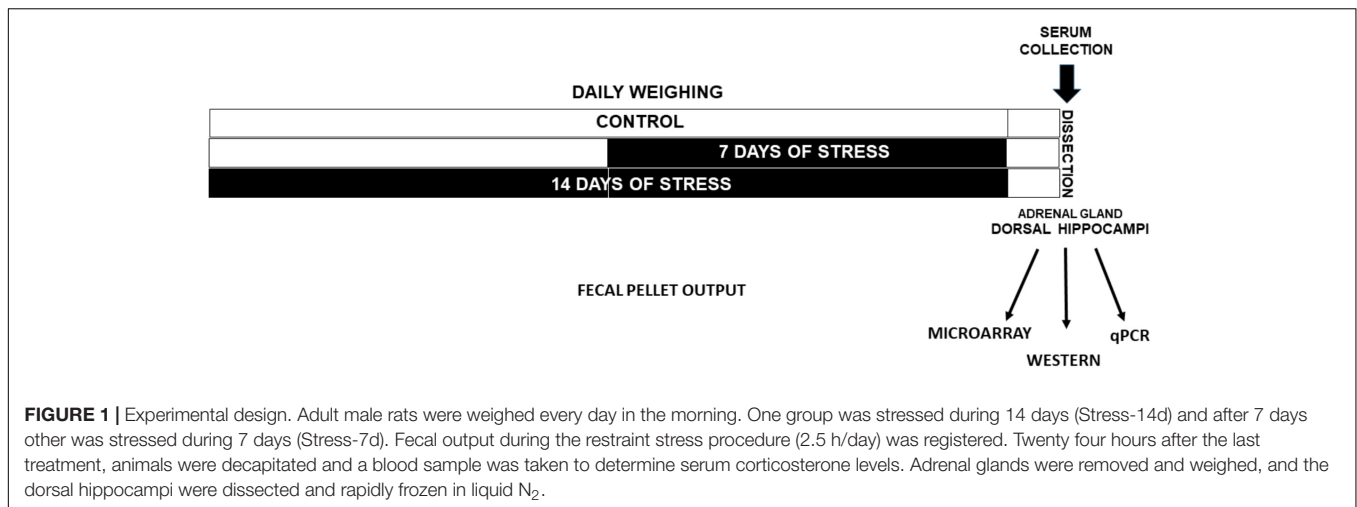 SERUM
COLLECTION
DAILY WEIGHING
CONTROL
7 DAYS OF STRESS
14 DAYS OF STRESS
DISSECTION
ADRENAL GLAND
DORSAL HIPPOCAMPI
FECAL PELLET OUTPUT
MICROARRAY
qPCR
WESTERN
FIGURE 1 | Experimental design. Adult male rats were weighed every day in the morning. One group was stressed during 14 days (Stress-14d) and after 7 days
other was stressed during 7 days (Stress-7d). Fecal output during the restraint stress procedure (2.5 h/day) was registered. Twenty four hours after the last
treatment, animals were decapitated and a blood sample was taken to determine serum corticosterone levels. Adrenal glands were removed and weighed, and the
dorsal hippocampi were dissected and rapidly frozen in liquid N₂.